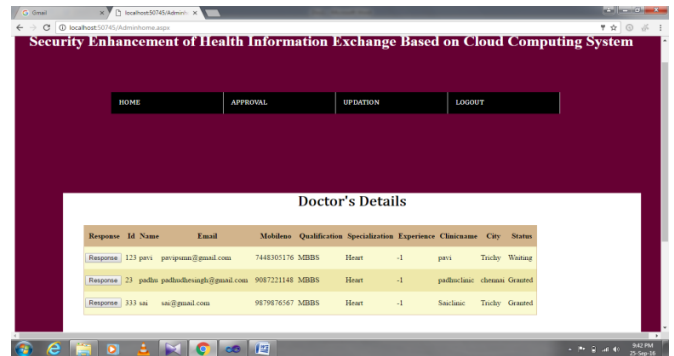 Gmail
localhost:50745/Adminho
localhost:50745/Adminhome.aspx
Security Enhancement of Health Information Exchange Based on Cloud Computing System
HOME APPROVAL UPDATION LOGOUT
Doctor's Details
Response Id Name Email Mobileno Qualification Specialization Experience Clinicname City Status
Response 123 pavi pavipsmn@gmail.com 7448305176 MBBS Heart -1 pavi Trichy Waiting
Response 23 padhu padhudhesingh@gmail.com 9087221148 MBBS Heart -1 padhuclinic chennai Granted
Response 333 sai sai@gmail.com 9879876567 MBBS Heart -1 Saiclinic Trichy Granted
9:42 PM
25-Sep-16